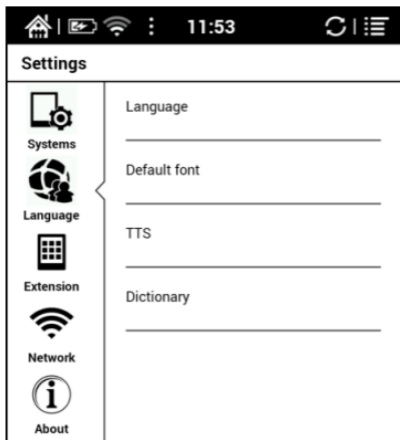 11:53
Settings
Systems
Language
Extension
Network
About
Language
Default font
TTS
Dictionary